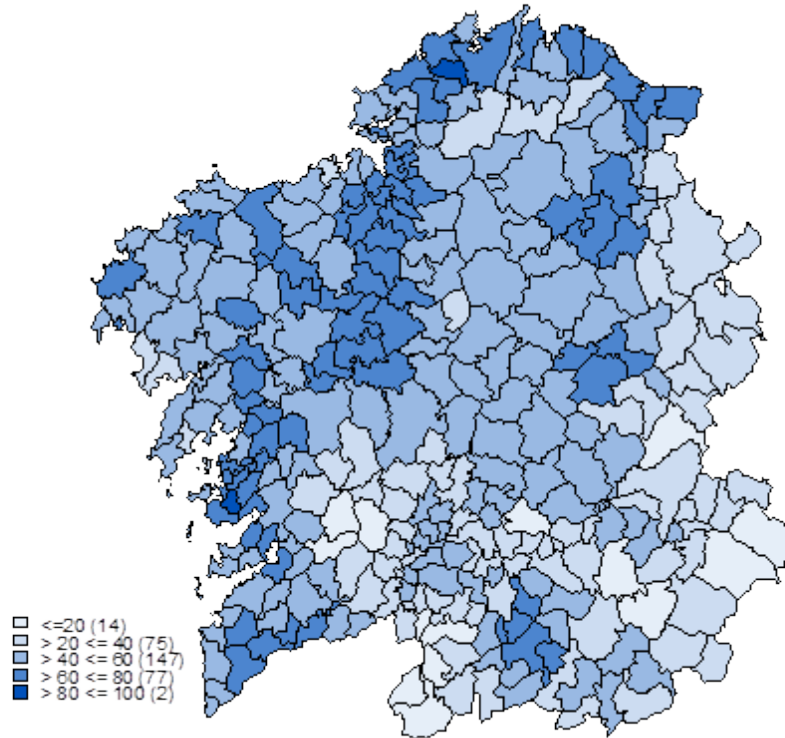 <=20 (14)
> 20 <= 40 (75)
> 40 <= 60 (147)
> 60 <= 80 (77)
> 80 <= 100 (2)